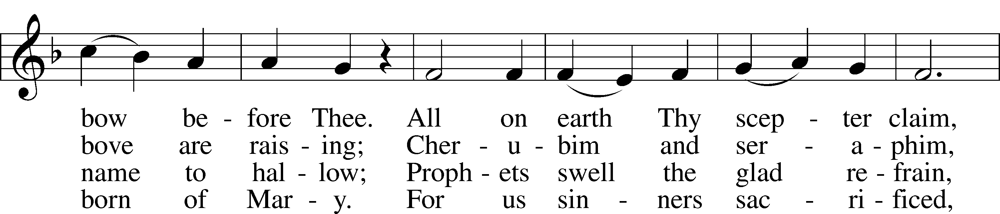 bow be - fore Thee. All on earth Thy scep - ter claim,
bove are rais - ing; Cher - u - bim and ser - a - phim,
name to hal - low; Proph - ets swell the glad re - frain,
born of Mar - y. For us sin - ners sac - ri - ficed,